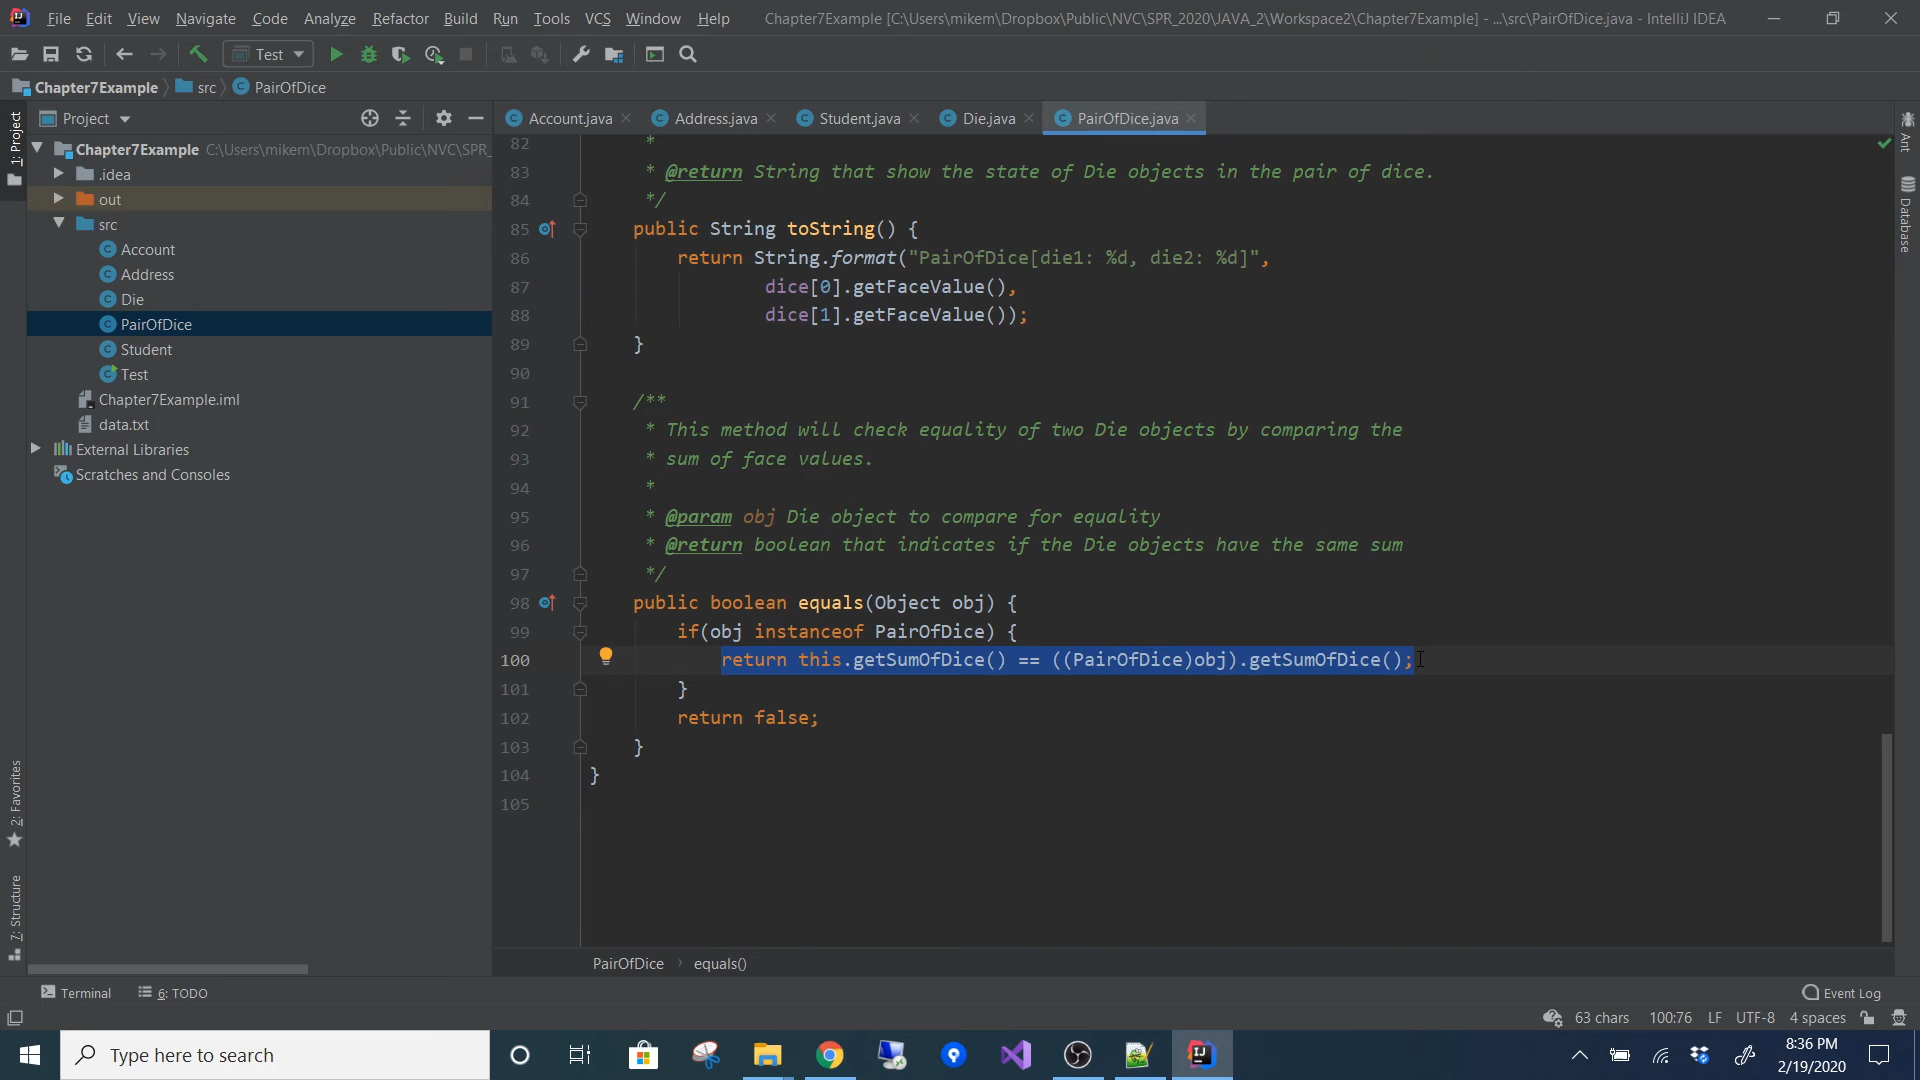 File Edit View Navigate Code Analyze Refactor Build Run Tools VCS Window Help Chapter7Example [C:\Users\mikem\Dropbox\Public\NVC\SPR_2020\JAVA_2\Workspace2\Chapter7Example] - ...\src\PairOfDice.java - IntelliJ IDEA
Test
Chapter7Example src PairOfDice
Project
Account.java Address.java Student.java Die.java PairOfDice.java
1: Project
Chapter7Example C:\Users\mikem\Dropbox\Public\NVC\SPR_
.idea
out
src
Account
Address
Die
PairOfDice
Student
Test
Chapter7Example.iml
data.txt
External Libraries
Scratches and Consoles
2: Favorites
7: Structure
82 *
83 * @return String that show the state of Die objects in the pair of dice.
84 */
85 public String toString() {
86 return String.format("PairOfDice[die1: %d, die2: %d]",
87 dice[0].getFaceValue(),
88 dice[1].getFaceValue());
89 }
90
91 /**
92 * This method will check equality of two Die objects by comparing the
93 * sum of face values.
94 *
95 * @param obj Die object to compare for equality
96 * @return boolean that indicates if the Die objects have the same sum
97 */
98 public boolean equals(Object obj) {
99 if(obj instanceof PairOfDice) {
100 return this.getSumOfDice() == ((PairOfDice)obj).getSumOfDice();
101 }
102 return false;
103 }
104 }
105
Ant
Database
PairOfDice › equals()
Terminal 6: TODO Event Log
63 chars 100:76 LF UTF-8 4 spaces
Type here to search
8:36 PM
2/19/2020